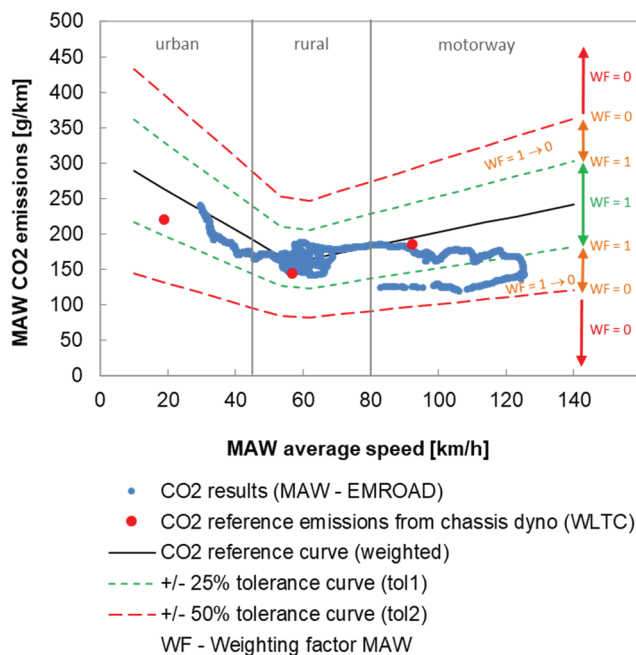 MAW CO2 emissions [g/km]
500
450
400
350
300
250
200
150
100
50
0
urban rural motorway
WF = 0
WF = 0
WF = 1 → 0
WF = 1
WF = 1
WF = 1
WF = 1 → 0
WF = 0
WF = 0
0 20 40 60 80 100 120 140
MAW average speed [km/h]
CO2 results (MAW - EMROAD)
CO2 reference emissions from chassis dyno (WLTC)
CO2 reference curve (weighted)
+/- 25% tolerance curve (tol1)
+/- 50% tolerance curve (tol2)
WF - Weighting factor MAW